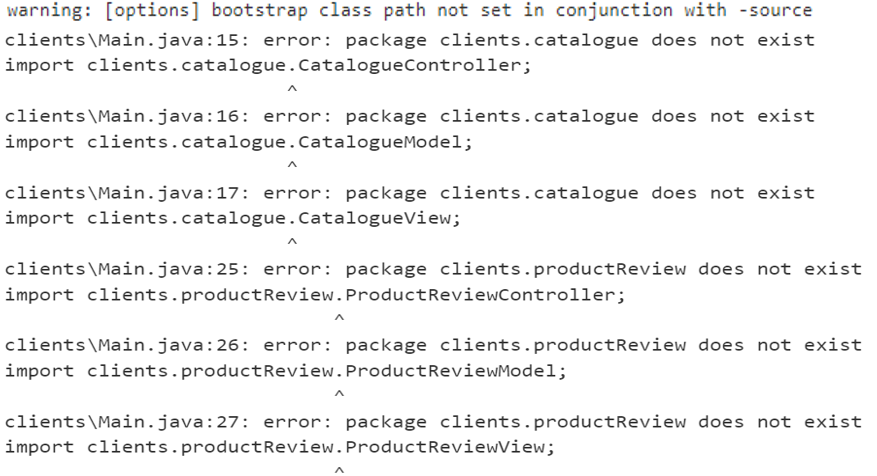 warning: [options] bootstrap class path not set in conjunction with -source
clients\Main.java:15: error: package clients.catalogue does not exist
import clients.catalogue.CatalogueController;
^
clients\Main.java:16: error: package clients.catalogue does not exist
import clients.catalogue.CatalogueModel;
^
clients\Main.java:17: error: package clients.catalogue does not exist
import clients.catalogue.CatalogueView;
^
clients\Main.java:25: error: package clients.productReview does not exist
import clients.productReview.ProductReviewController;
^
clients\Main.java:26: error: package clients.productReview does not exist
import clients.productReview.ProductReviewModel;
^
clients\Main.java:27: error: package clients.productReview does not exist
import clients.productReview.ProductReviewView;
^